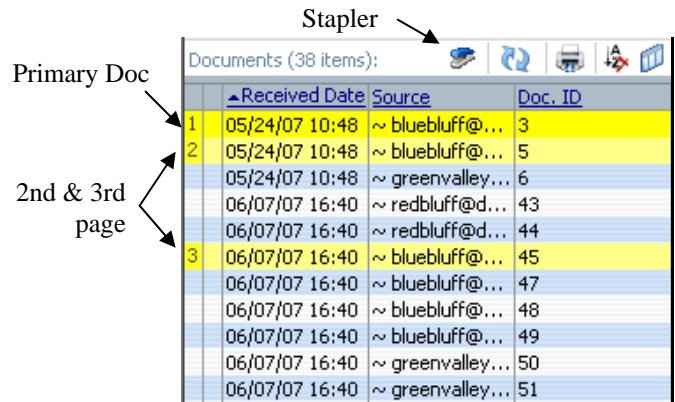 Stapler
Documents (38 items):
Primary Doc
▲Received Date Source Doc. ID
1 05/24/07 10:48 ~ bluebluff@... 3
2 05/24/07 10:48 ~ bluebluff@... 5
05/24/07 10:48 ~ greenvalley... 6
2nd & 3rd
page
06/07/07 16:40 ~ redbluff@d... 43
06/07/07 16:40 ~ redbluff@d... 44
3 06/07/07 16:40 ~ bluebluff@... 45
06/07/07 16:40 ~ bluebluff@... 47
06/07/07 16:40 ~ bluebluff@... 48
06/07/07 16:40 ~ bluebluff@... 49
06/07/07 16:40 ~ greenvalley... 50
06/07/07 16:40 ~ greenvalley... 51